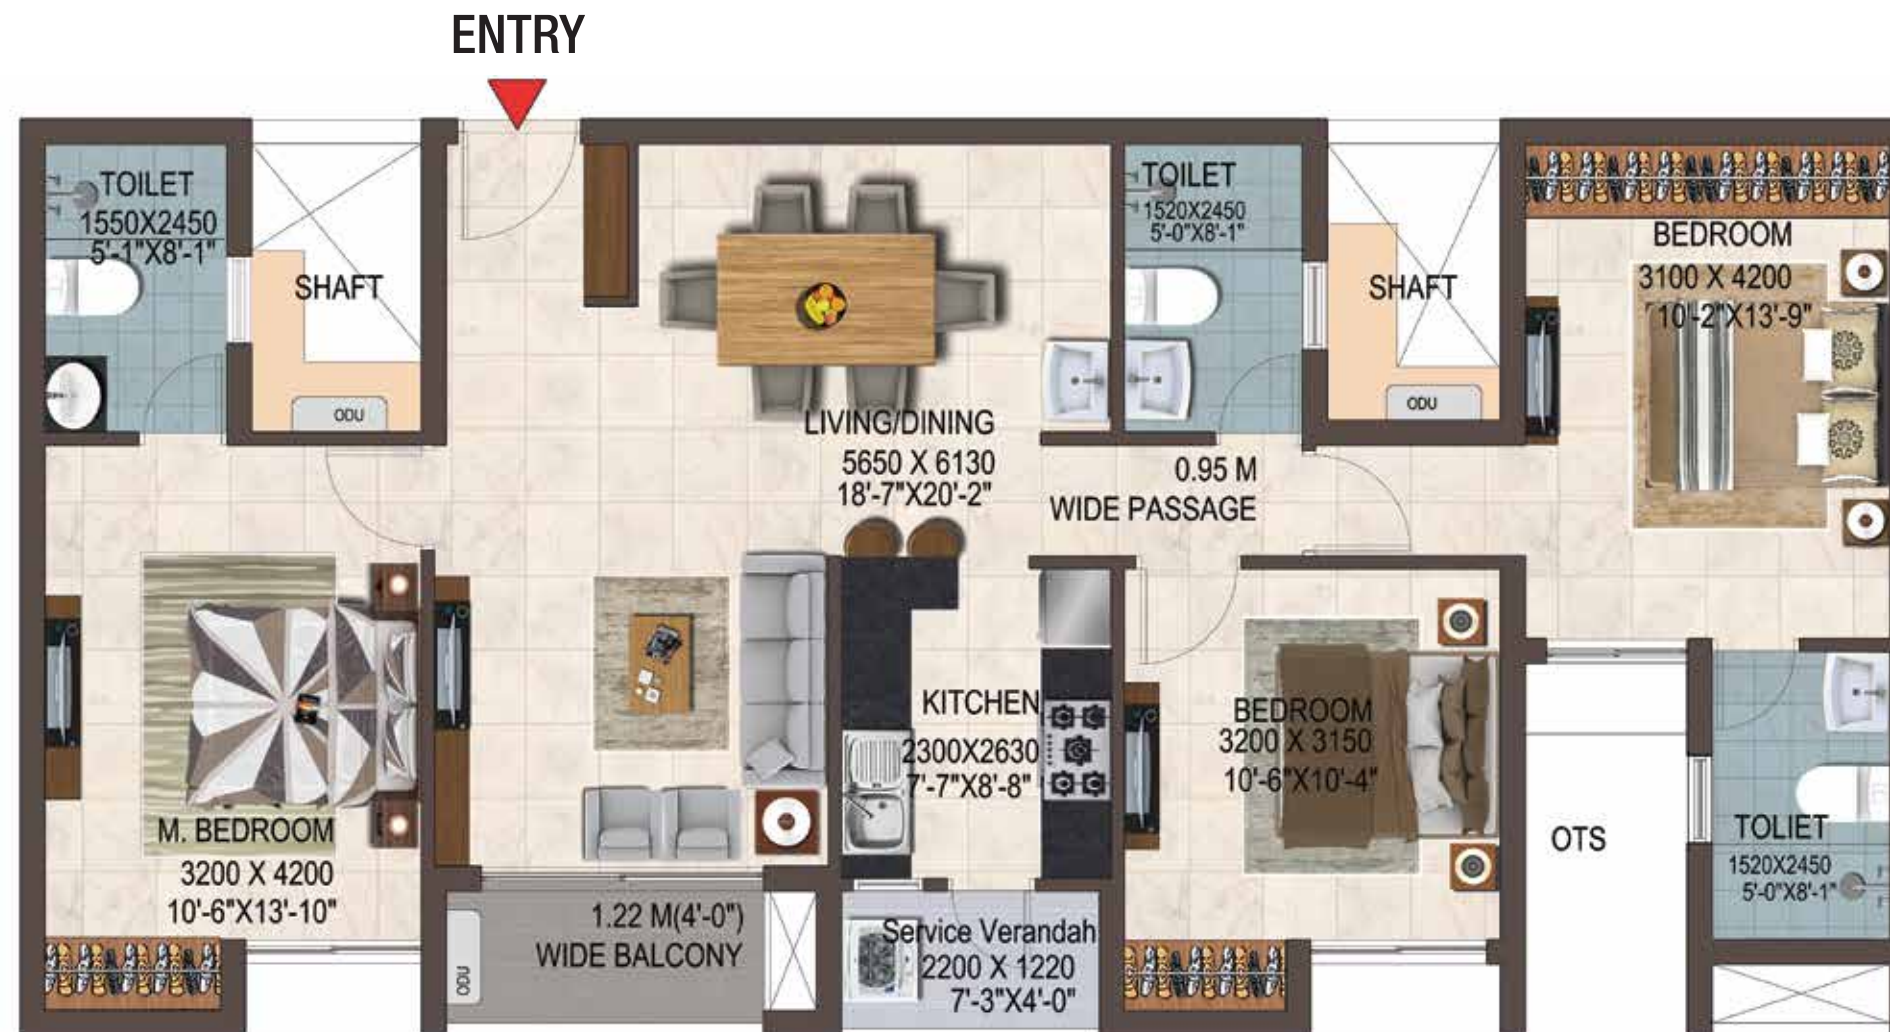 ENTRY
TOILET
1550X2450
5'-1"X8'-1"
SHAFT
ODU
TOILET
1520X2450
5'-0"X8'-1"
SHAFT
ODU
BEDROOM
3100 X 4200
10'-2"X13'-9"
LIVING/DINING
5650 X 6130
18'-7"X20'-2"
0.95 M
WIDE PASSAGE
M. BEDROOM
3200 X 4200
10'-6"X13'-10"
KITCHEN
2300X2630
7'-7"X8'-8"
BEDROOM
3200 X 3150
10'-6"X10'-4"
OTS
TOLIET
1520X2450
5'-0"X8'-1"
1.22 M(4'-0")
WIDE BALCONY
ODU
Service Verandah
2200 X 1220
7'-3"X4'-0"